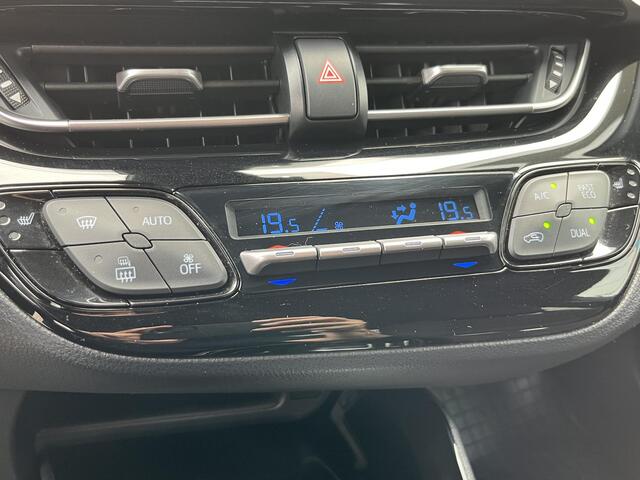 AUTO
OFF
19.5
19.5
A/C
FAST
ECO
DUAL